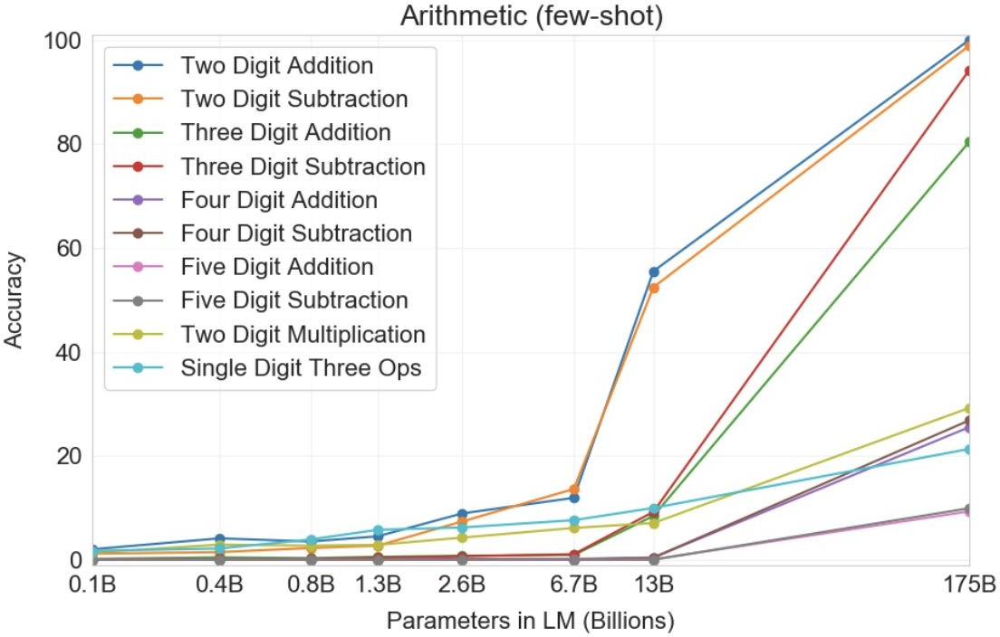 Arithmetic (few-shot)
100
80
60
40
20
0
Accuracy
Two Digit Addition
Two Digit Subtraction
Three Digit Addition
Three Digit Subtraction
Four Digit Addition
Four Digit Subtraction
Five Digit Addition
Five Digit Subtraction
Two Digit Multiplication
Single Digit Three Ops
0.1B 0.4B 0.8B 1.3B 2.6B 6.7B 13B 175B
Parameters in LM (Billions)